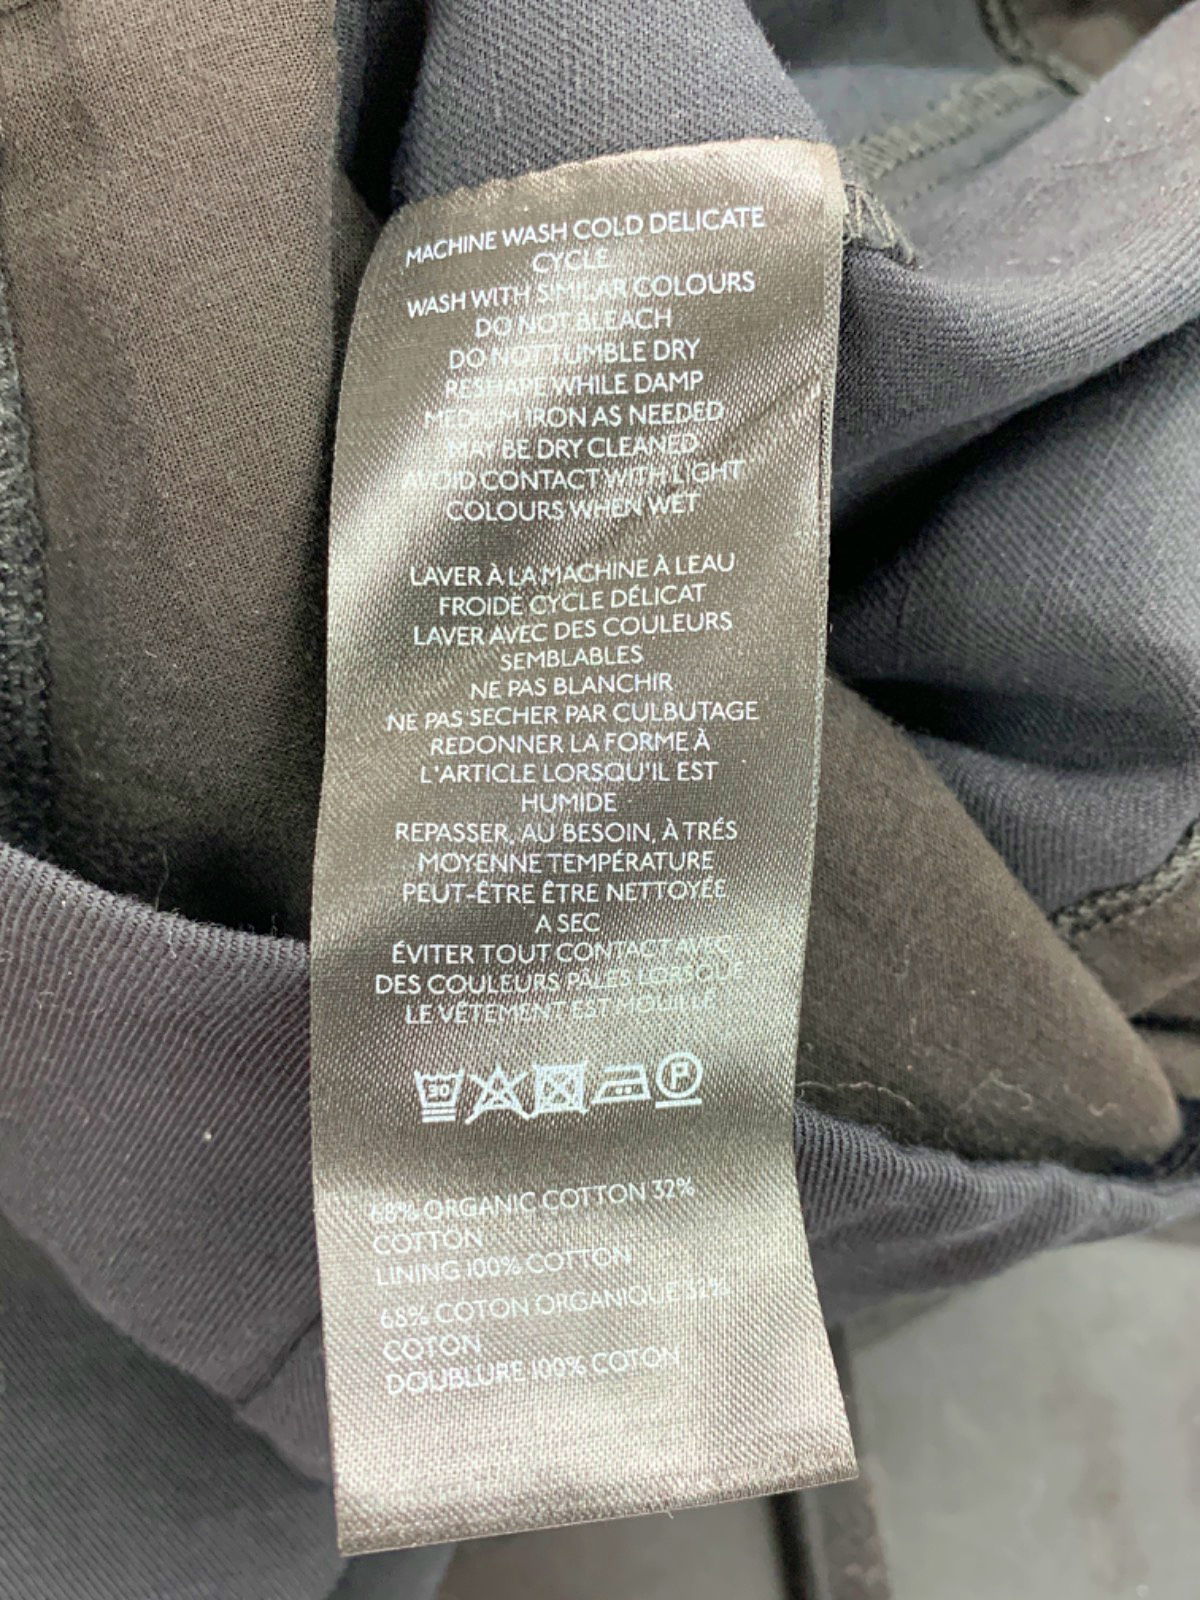 MACHINE WASH COLD DELICATE
CYCLE
WASH WITH SIMILAR COLOURS
DO NOT BLEACH
DO NOT TUMBLE DRY
RESHAPE WHILE DAMP
MEDIUM IRON AS NEEDED
MAY BE DRY CLEANED
AVOID CONTACT WITH LIGHT
COLOURS WHEN WET
LAVER À LA MACHINE À LEAU
FROIDE CYCLE DÉLICAT
LAVER AVEC DES COULEURS
SEMBLABLES
NE PAS BLANCHIR
NE PAS SECHER PAR CULBUTAGE
REDONNER LA FORME À
L'ARTICLE LORSQU'IL EST
HUMIDE
REPASSER, AU BESOIN, À TRÉS
MOYENNE TEMPÉRATURE
PEUT-ÊTRE ÊTRE NETTOYÉE
A SEC
ÉVITER TOUT CONTACT AVEC
DES COULEURS PÂLES LORSQUE
LE VÊTEMENT EST MOUILLÉ
30 P
68% ORGANIC COTTON 32%
COTTON
LINING 100% COTTON
68% COTON ORGANIQUE 32%
COTON
DOUBLURE 100% COTON